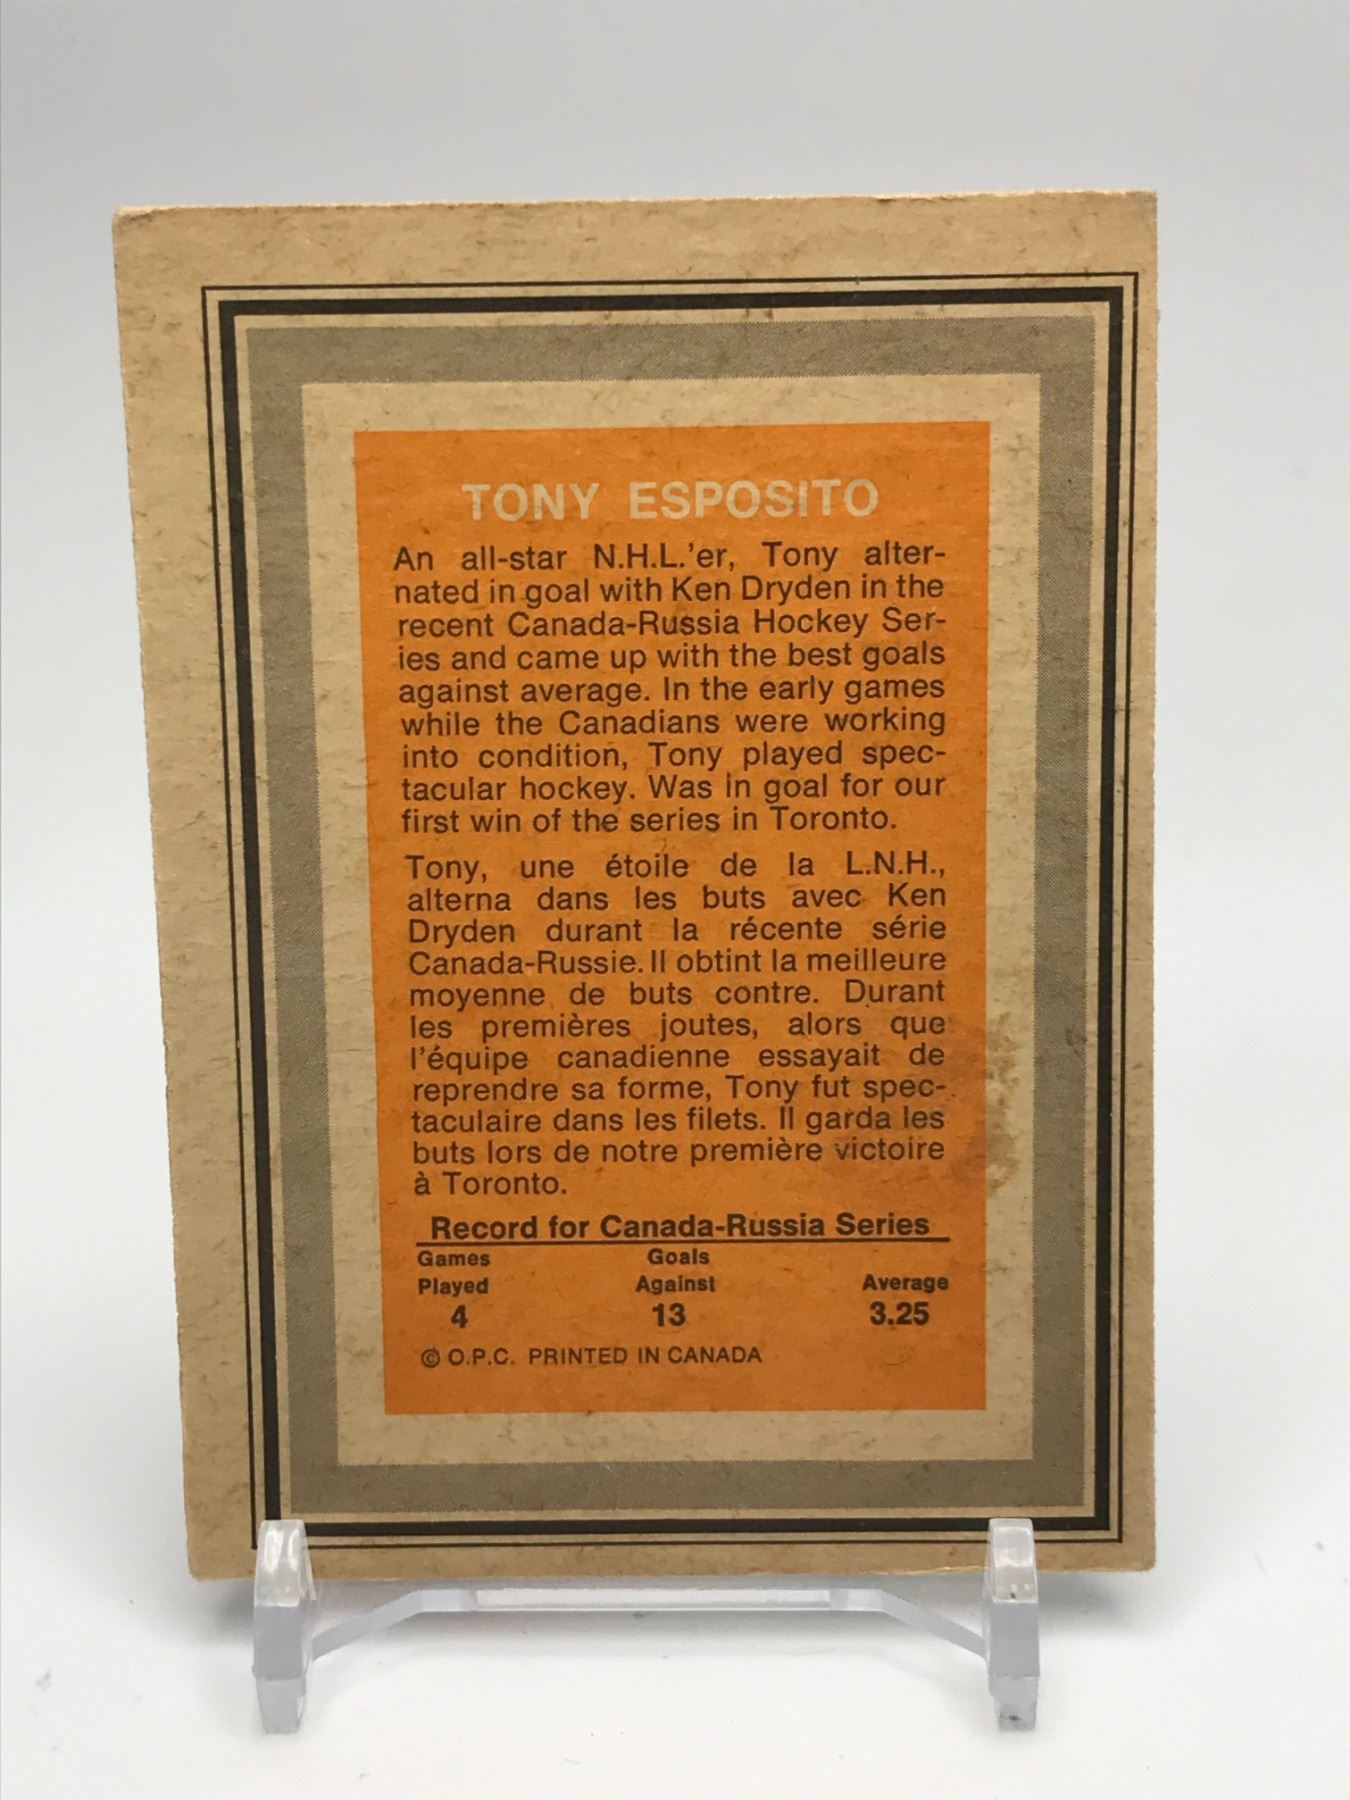 TONY ESPOSITO
An all-star N.H.L.'er, Tony alter-
nated in goal with Ken Dryden in the
recent Canada-Russia Hockey Ser-
ies and came up with the best goals
against average. In the early games
while the Canadians were working
into condition, Tony played spec-
tacular hockey. Was in goal for our
first win of the series in Toronto.
Tony, une étoile de la L.N.H.,
alterna dans les buts avec Ken
Dryden durant la récente série
Canada-Russie. Il obtint la meilleure
moyenne de buts contre. Durant
les premières joutes, alors que
l'équipe canadienne essayait de
reprendre sa forme, Tony fut spec-
taculaire dans les filets. Il garda les
buts lors de notre première victoire
à Toronto.
Record for Canada-Russia Series
Games Goals
Played Against Average
4 13 3.25
© O.P.C. PRINTED IN CANADA